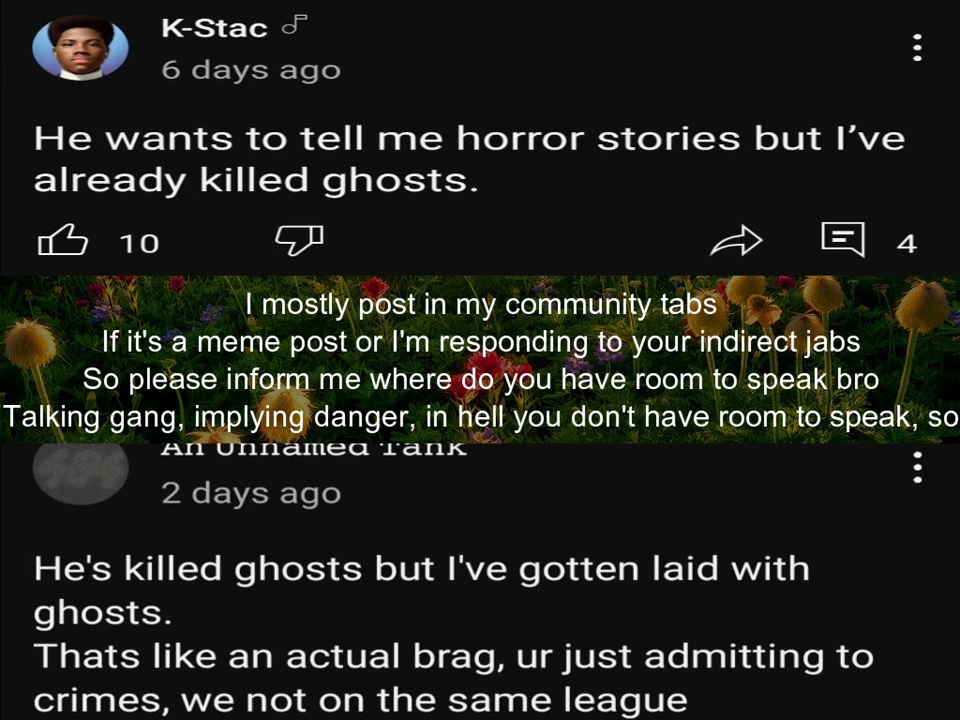 K-Stac
6 days ago
He wants to tell me horror stories but I’ve
already killed ghosts.
10
4
I mostly post in my community tabs
If it's a meme post or I'm responding to your indirect jabs
So please inform me where do you have room to speak bro
Talking gang, implying danger, in hell you don't have room to speak, so
An Unnamed Tank
2 days ago
He's killed ghosts but I've gotten laid with
ghosts.
Thats like an actual brag, ur just admitting to
crimes, we not on the same league